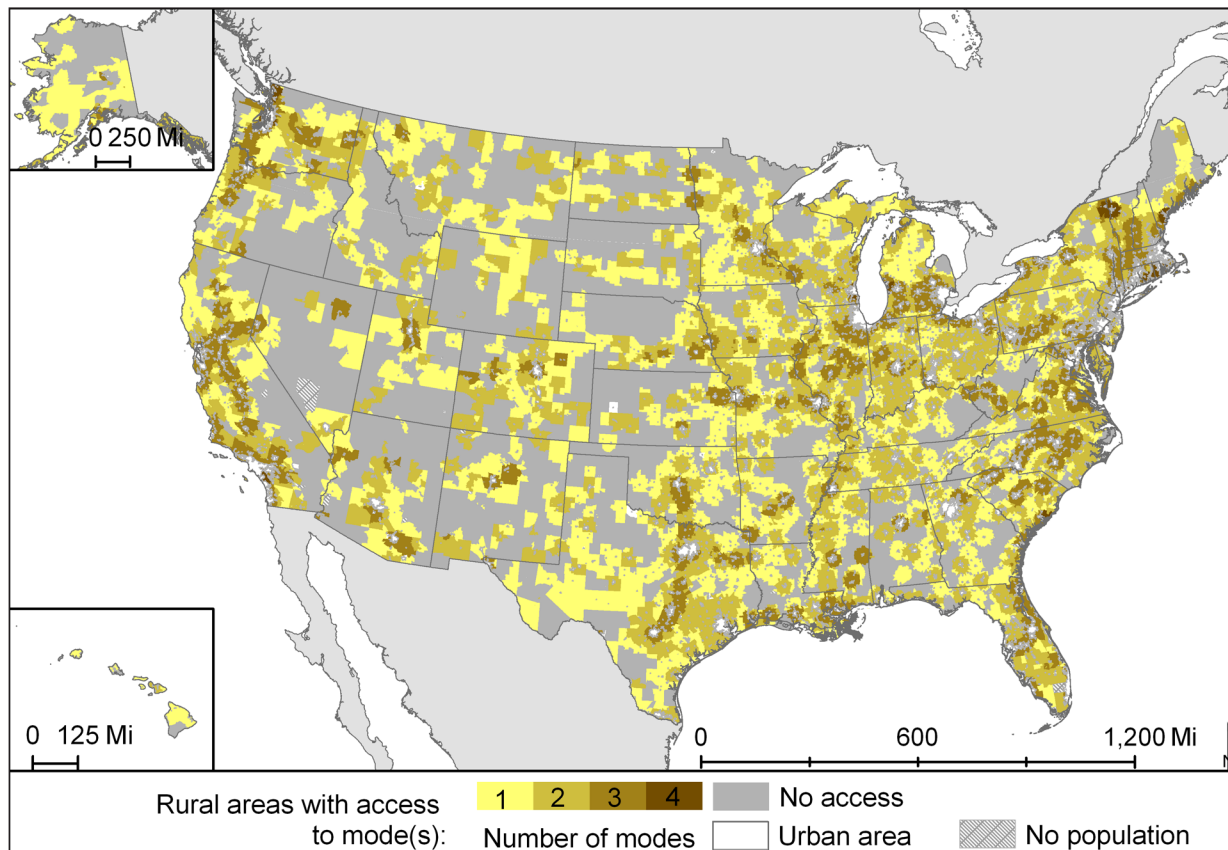 0 250 Mi
0 125 Mi
0 600 1,200 Mi
Rural areas with access
to mode(s):
1 2 3 4
Number of modes
No access
Urban area
No population